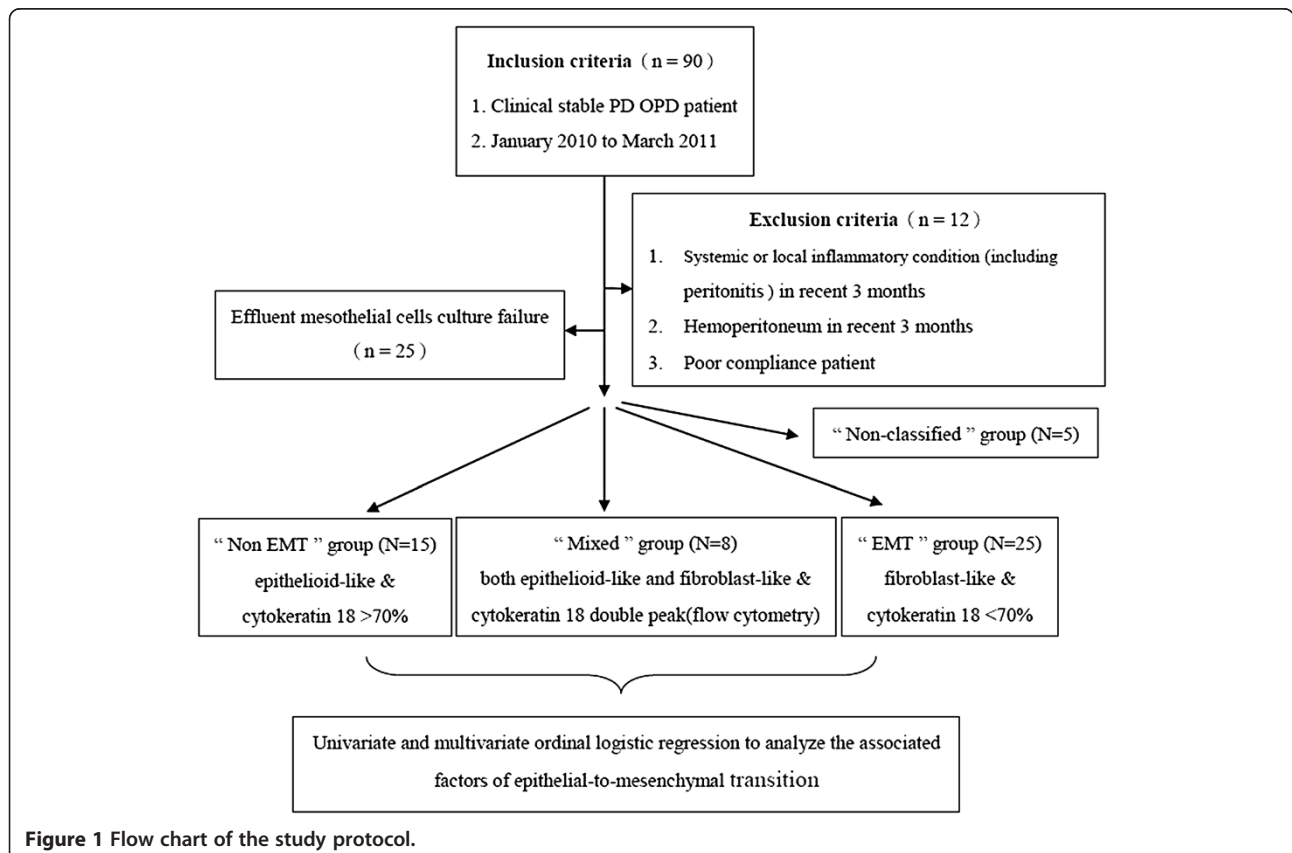 Inclusion criteria（n = 90）
1. Clinical stable PD OPD patient
2. January 2010 to March 2011
Exclusion criteria（n = 12）
1. Systemic or local inflammatory condition (including
peritonitis ) in recent 3 months
2. Hemoperitoneum in recent 3 months
3. Poor compliance patient
Effluent mesothelial cells culture failure
（n = 25）
“ Non-classified ” group (N=5)
“ Non EMT ” group (N=15)
epithelioid-like &
cytokeratin 18 >70%
“ Mixed ” group (N=8)
both epithelioid-like and fibroblast-like &
cytokeratin 18 double peak(flow cytometry)
“ EMT ” group (N=25)
fibroblast-like &
cytokeratin 18 <70%
Univariate and multivariate ordinal logistic regression to analyze the associated
factors of epithelial-to-mesenchymal transition
Figure 1 Flow chart of the study protocol.